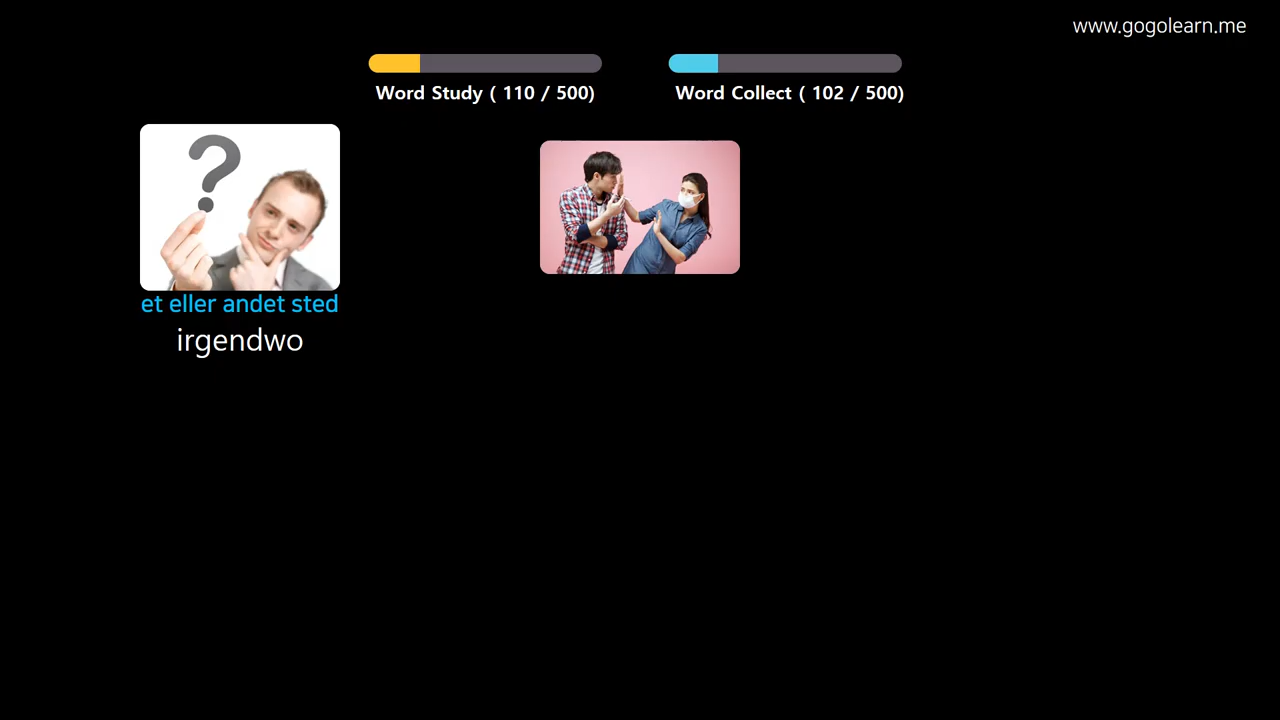 www.gogolearn.me
Word Study ( 110 / 500)
Word Collect ( 102 / 500)
et eller andet sted
irgendwo